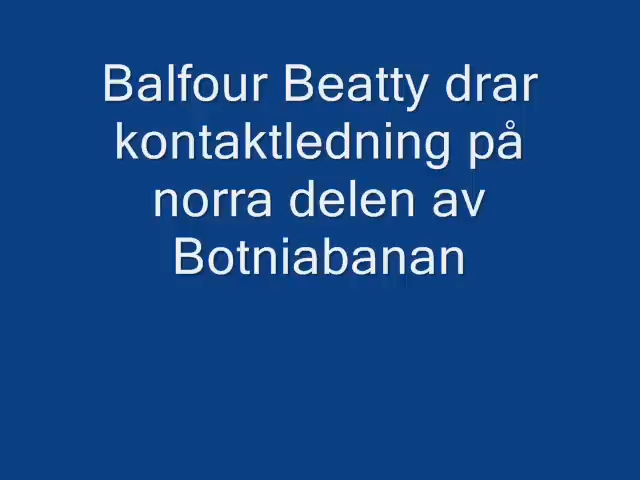 Balfour Beatty drar
kontaktledning på
norra delen av
Botniabanan